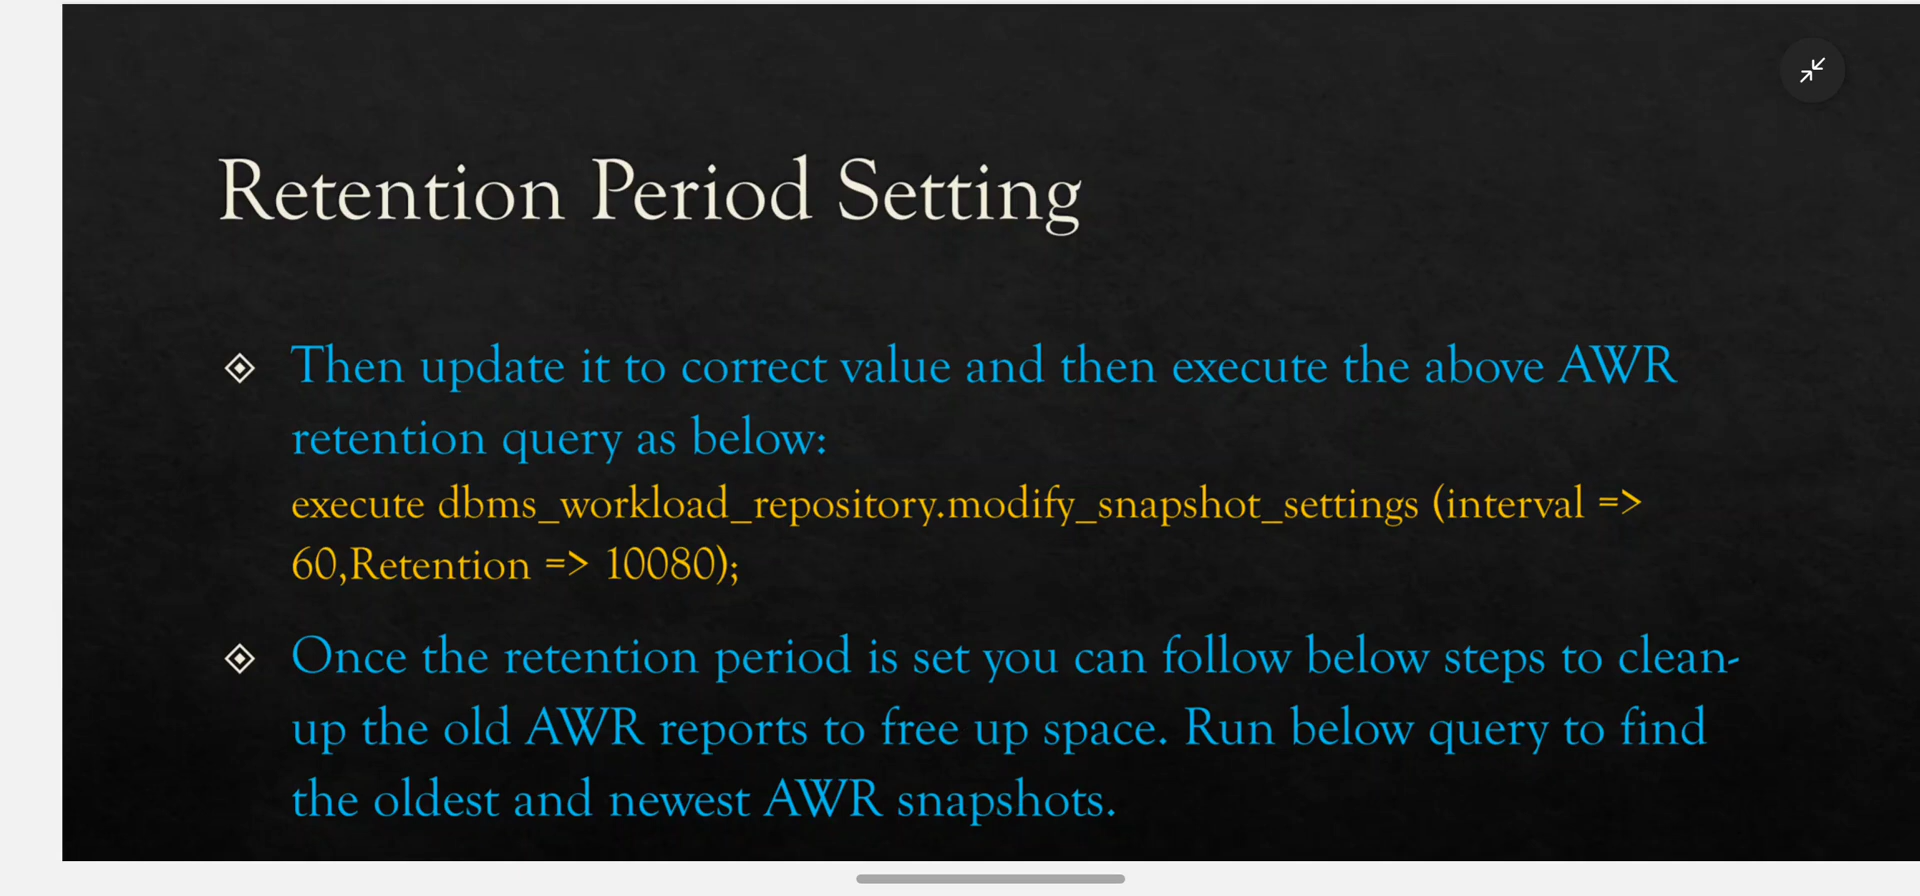 Retention Period Setting
Then update it to correct value and then execute the above AWR
retention query as below:
execute dbms_workload_repository.modify_snapshot_settings (interval =>
60,Retention => 10080);
Once the retention period is set you can follow below steps to clean-
up the old AWR reports to free up space. Run below query to find
the oldest and newest AWR snapshots.